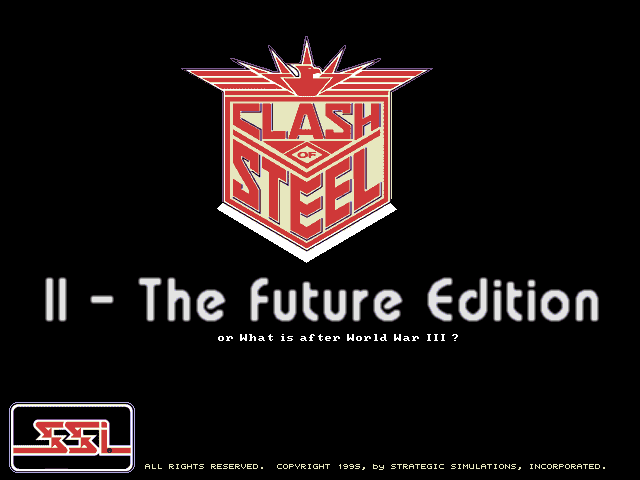 CLASH
OF
STEEL
II - The Future Edition
or What is after World War III ?
SSI
ALL RIGHTS RESERVED. COPYRIGHT 1995, by STRATEGIC SIMULATIONS, INCORPORATED.